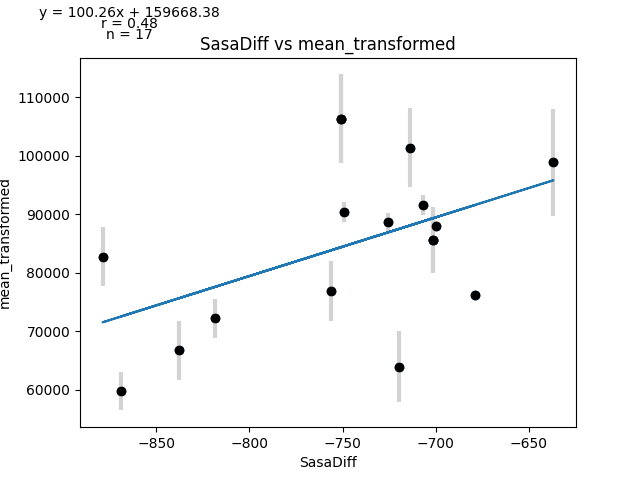 y = 100.26x + 159668.38
r = 0.48
n = 17
SasaDiff vs mean_transformed
110000
100000
90000
80000
70000
60000
mean_transformed
−850
−800
−750
−700
−650
SasaDiff